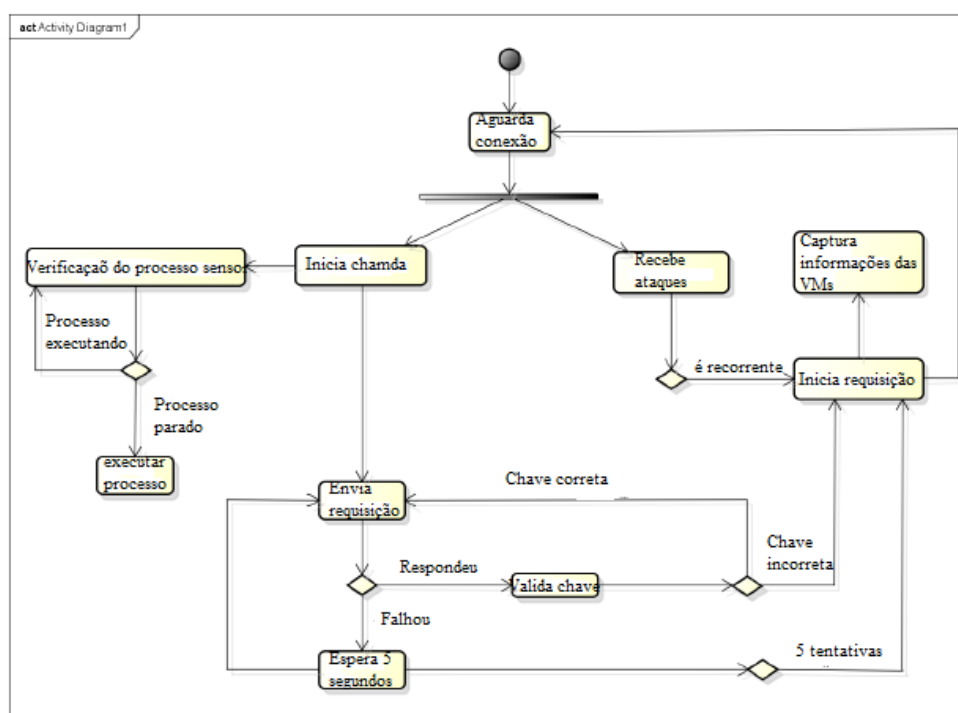 act Activity Diagram1
Aguarda
conexão
Verificaçaõ do processo senso
Inicia chamda
Recebe
ataques
Captura
informações das
VMs
Processo
executando
é recorrente
Inicia requisição
Processo
parado
executar
processo
Envia
requisição
Chave correta
Chave
incorreta
Respondeu
Valida chave
Falhou
Espera 5
segundos
5 tentativas